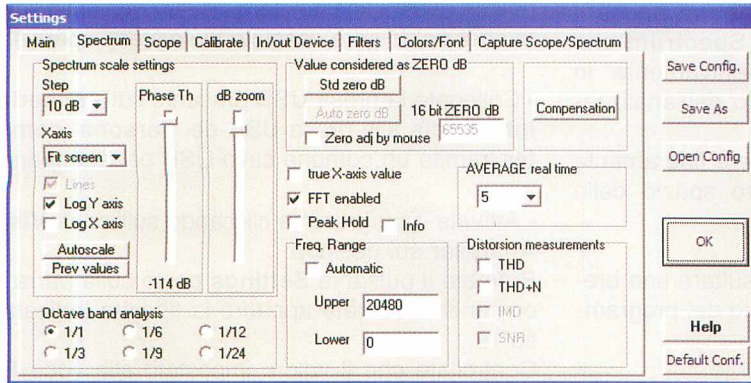 Settings
Main Spectrum Scope Calibrate In/out Device Filters Colors/Font Capture Scope/Spectrum
Spectrum scale settings
Step
10 dB
Phase Th
dB zoom
Xaxis
Fit screen
Lines
Log Y axis
Log X axis
Autoscale
Prev values
-114 dB
Octave band analysis
1/1 1/6 1/12
1/3 1/9 1/24
Value considered as ZERO dB
Std zero dB
Auto zero dB
16 bit ZERO dB
65535
Zero adj by mouse
Compensation
true X-axis value
FFT enabled
Peak Hold Info
AVERAGE real time
5
Freq. Range
Automatic
Upper 20480
Lower 0
Distorsion measurements
THD
THD+N
IMD
SNR
Save Config.
Save As
Open Config
OK
Help
Default Conf.